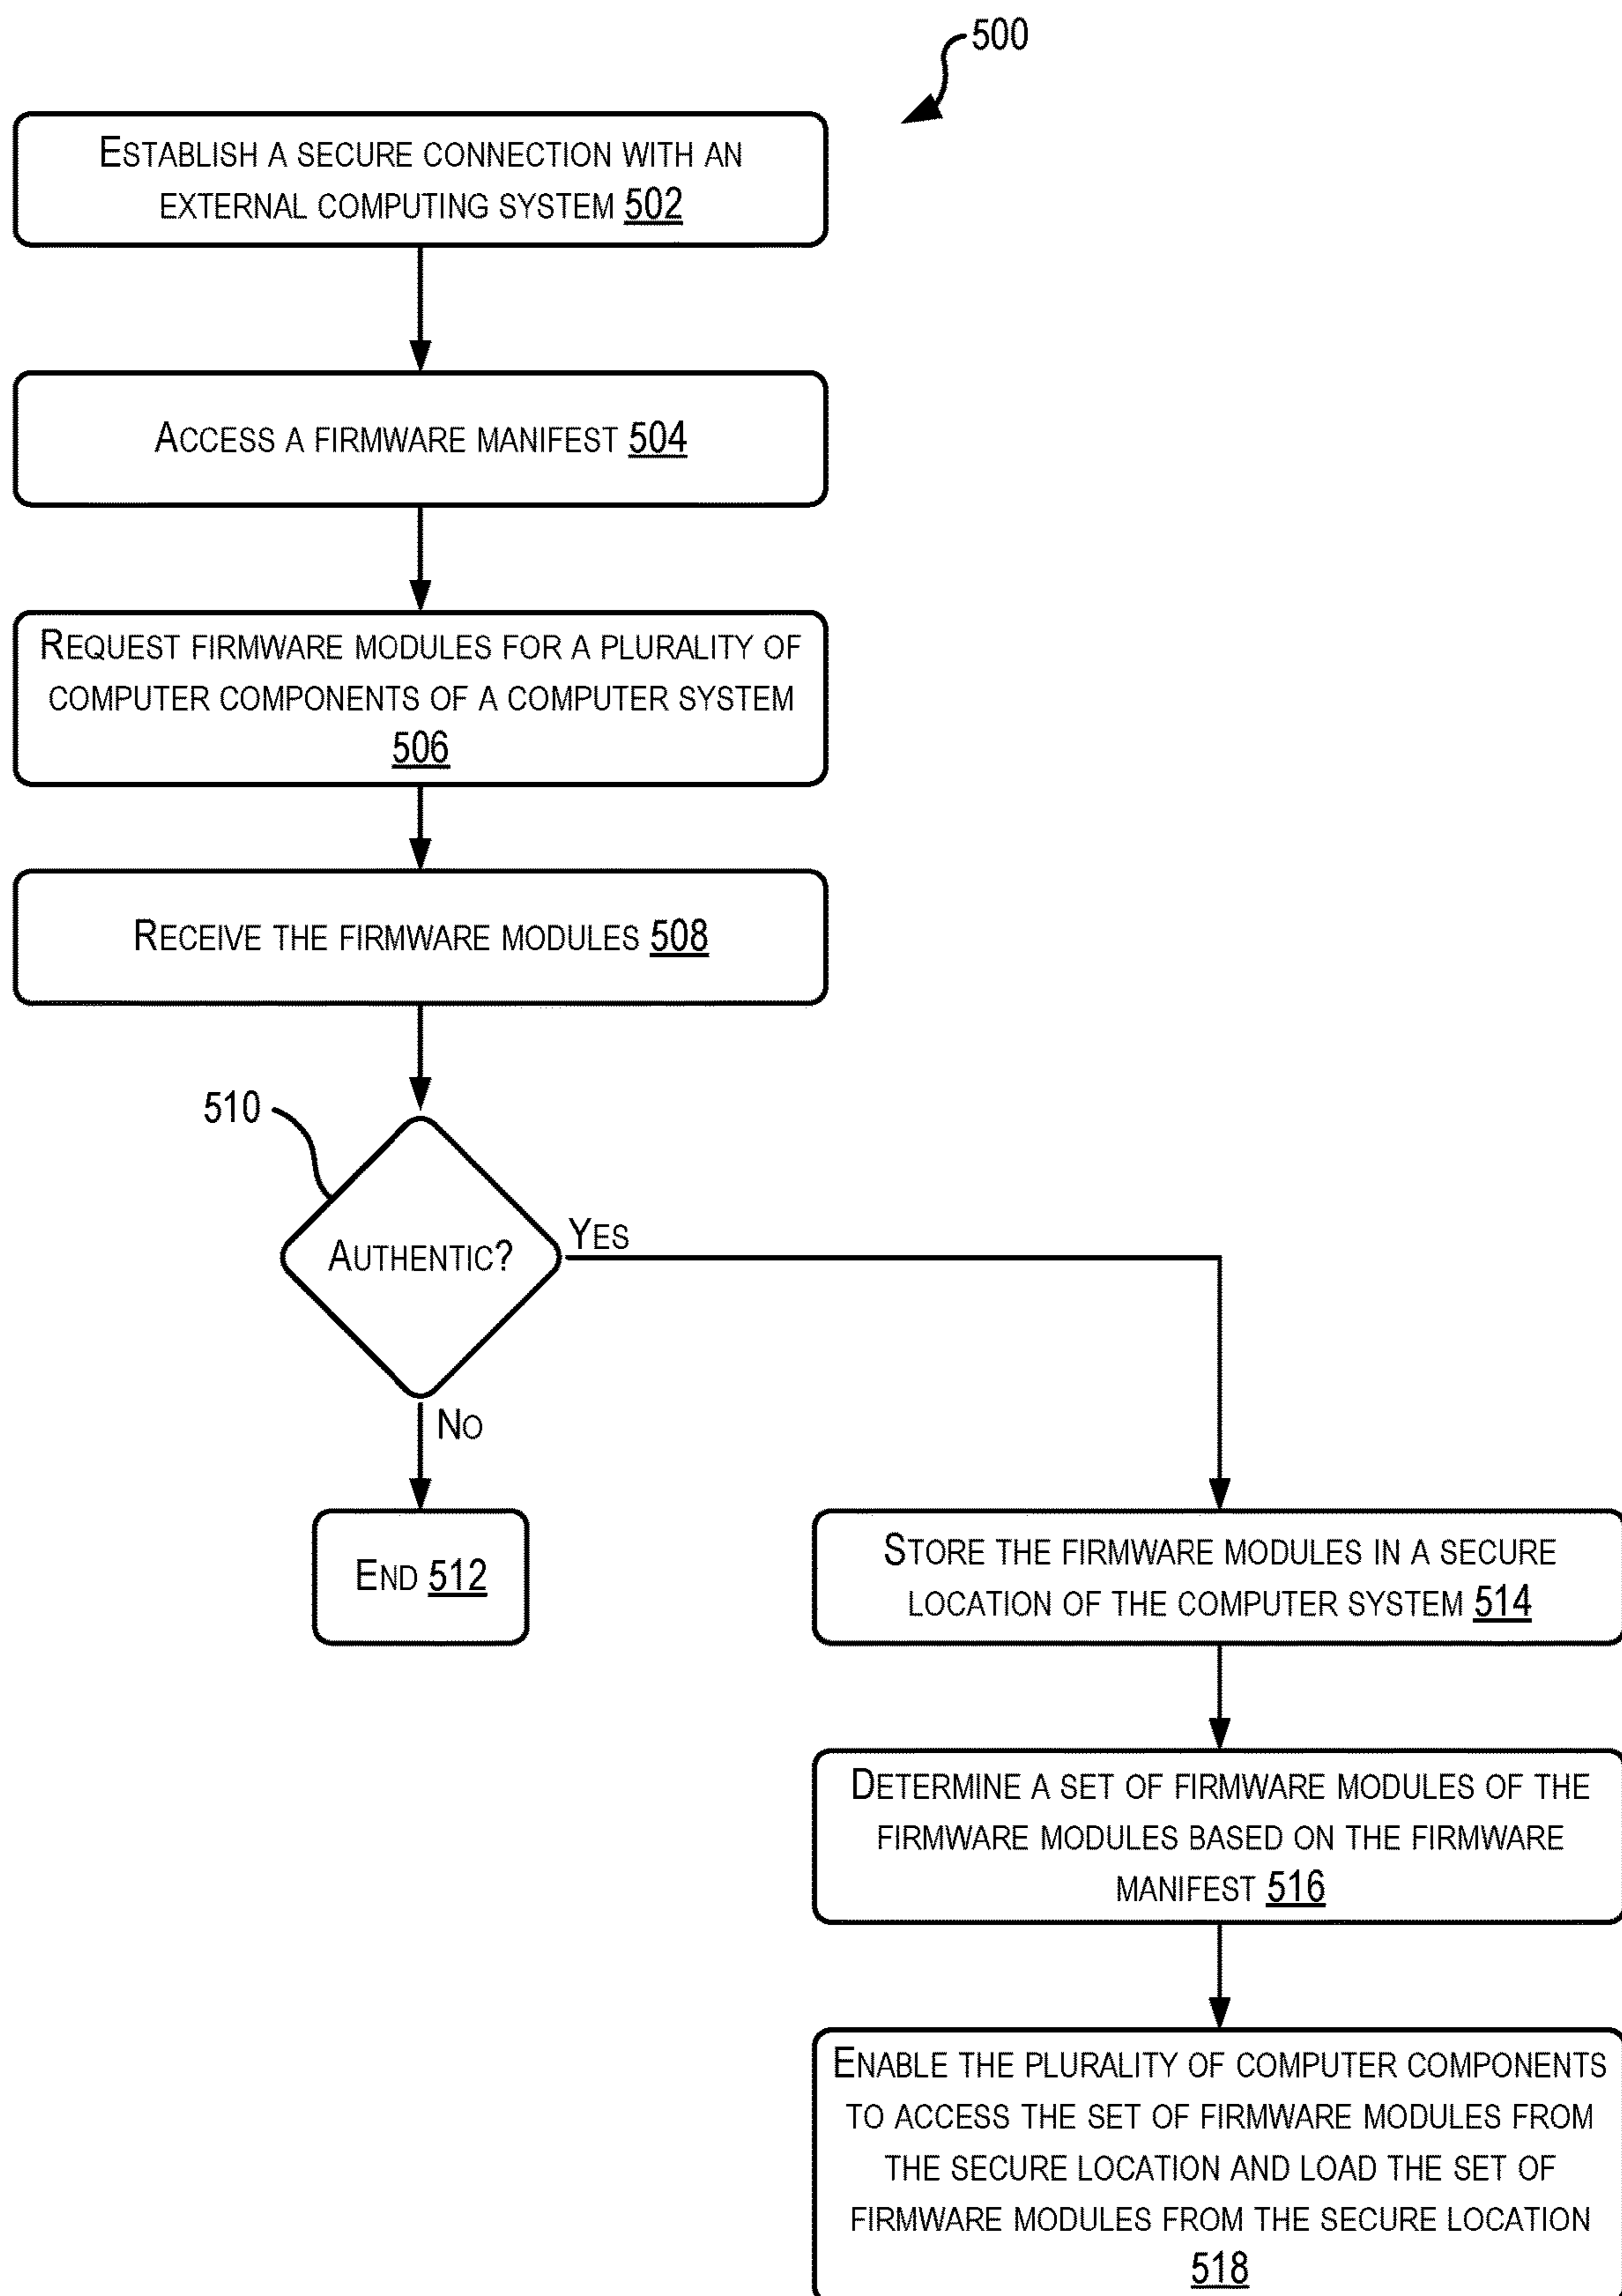 500
ESTABLISH A SECURE CONNECTION WITH AN
EXTERNAL COMPUTING SYSTEM 502
ACCESS A FIRMWARE MANIFEST 504
REQUEST FIRMWARE MODULES FOR A PLURALITY OF
COMPUTER COMPONENTS OF A COMPUTER SYSTEM
506
RECEIVE THE FIRMWARE MODULES 508
510
AUTHENTIC?
YES
NO
END 512
STORE THE FIRMWARE MODULES IN A SECURE
LOCATION OF THE COMPUTER SYSTEM 514
DETERMINE A SET OF FIRMWARE MODULES OF THE
FIRMWARE MODULES BASED ON THE FIRMWARE
MANIFEST 516
ENABLE THE PLURALITY OF COMPUTER COMPONENTS
TO ACCESS THE SET OF FIRMWARE MODULES FROM
THE SECURE LOCATION AND LOAD THE SET OF
FIRMWARE MODULES FROM THE SECURE LOCATION
518